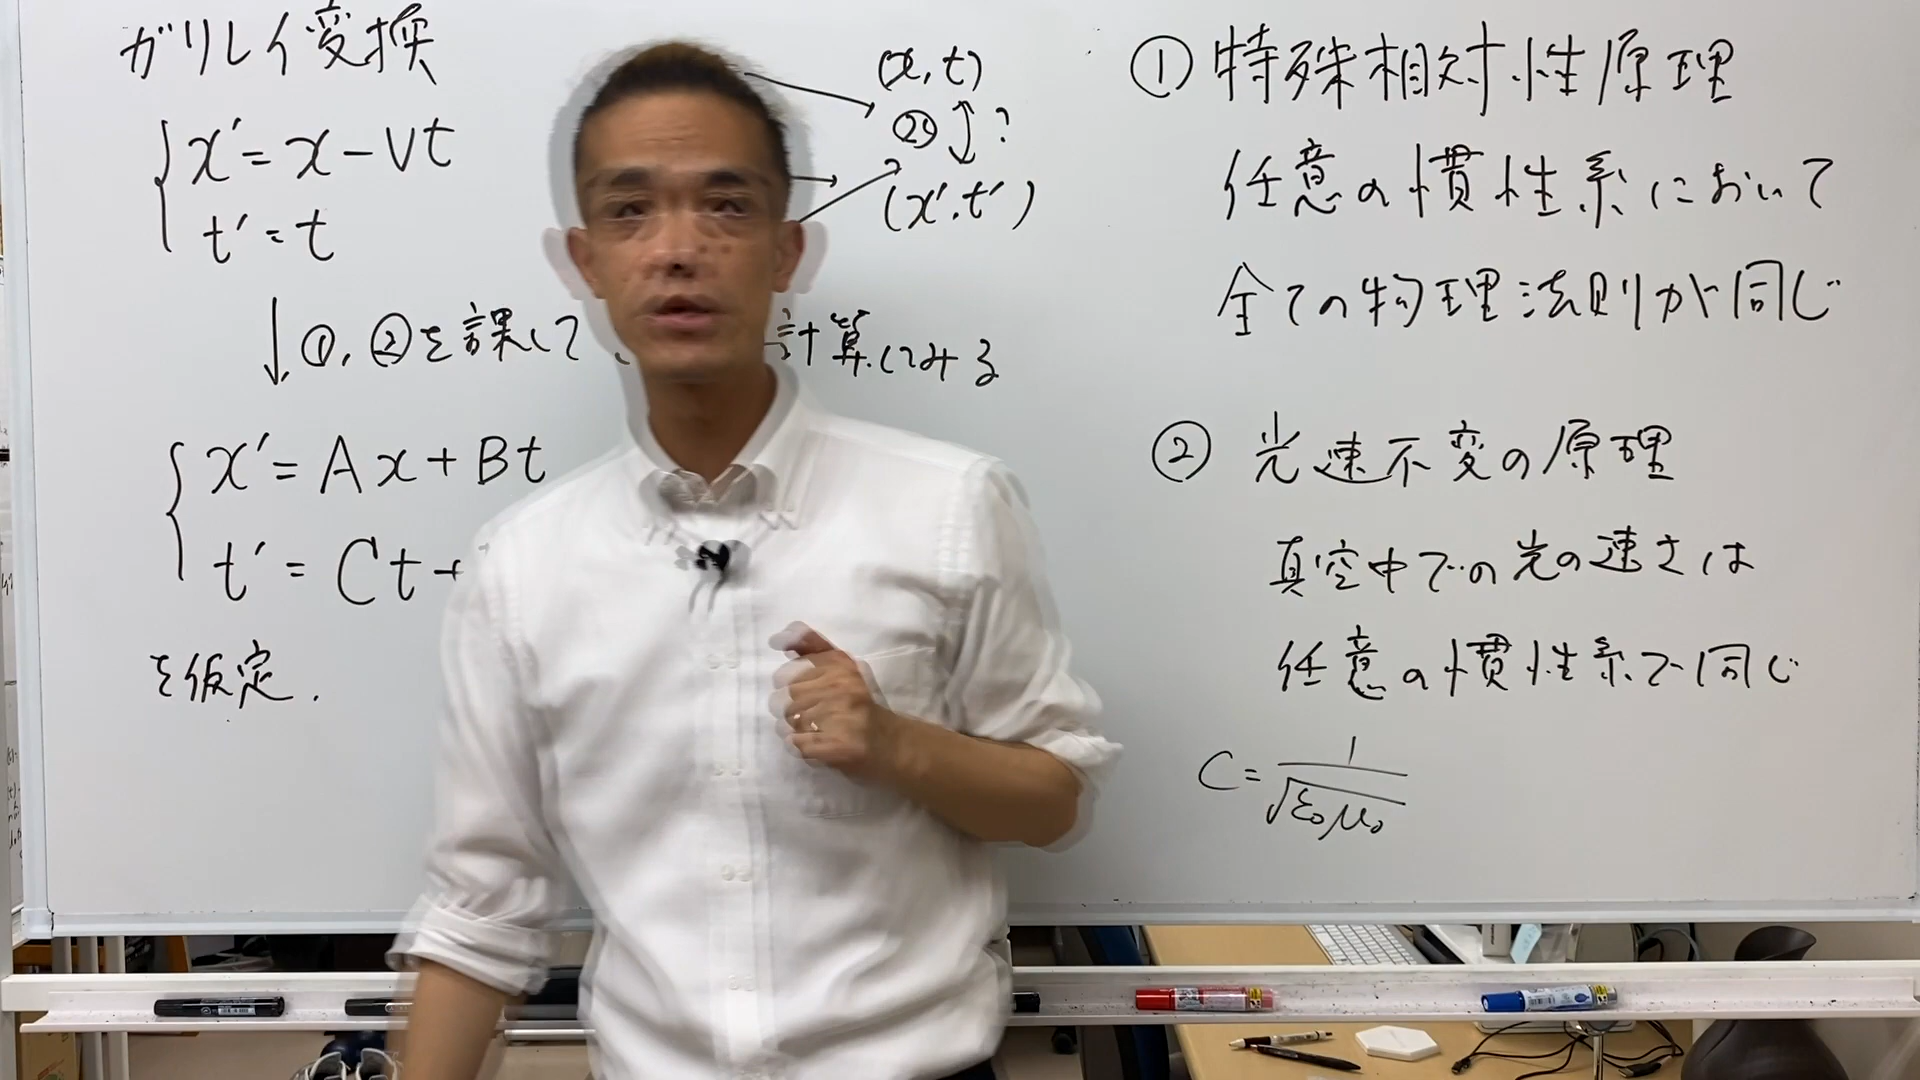 ガリレイ変換
x′= x − Vt
t′= t
↓①, ②を課して
計算してみる
x′= Ax + Bt
t′= Ct +
を仮定.
(x, t)
② ↕ ?
(x′, t′)
① 特殊相対性原理
任意の慣性系において
全ての物理法則が同じ
② 光速不変の原理
真空中での光の速さは
任意の慣性系で同じ
C = 1/√ε₀μ₀